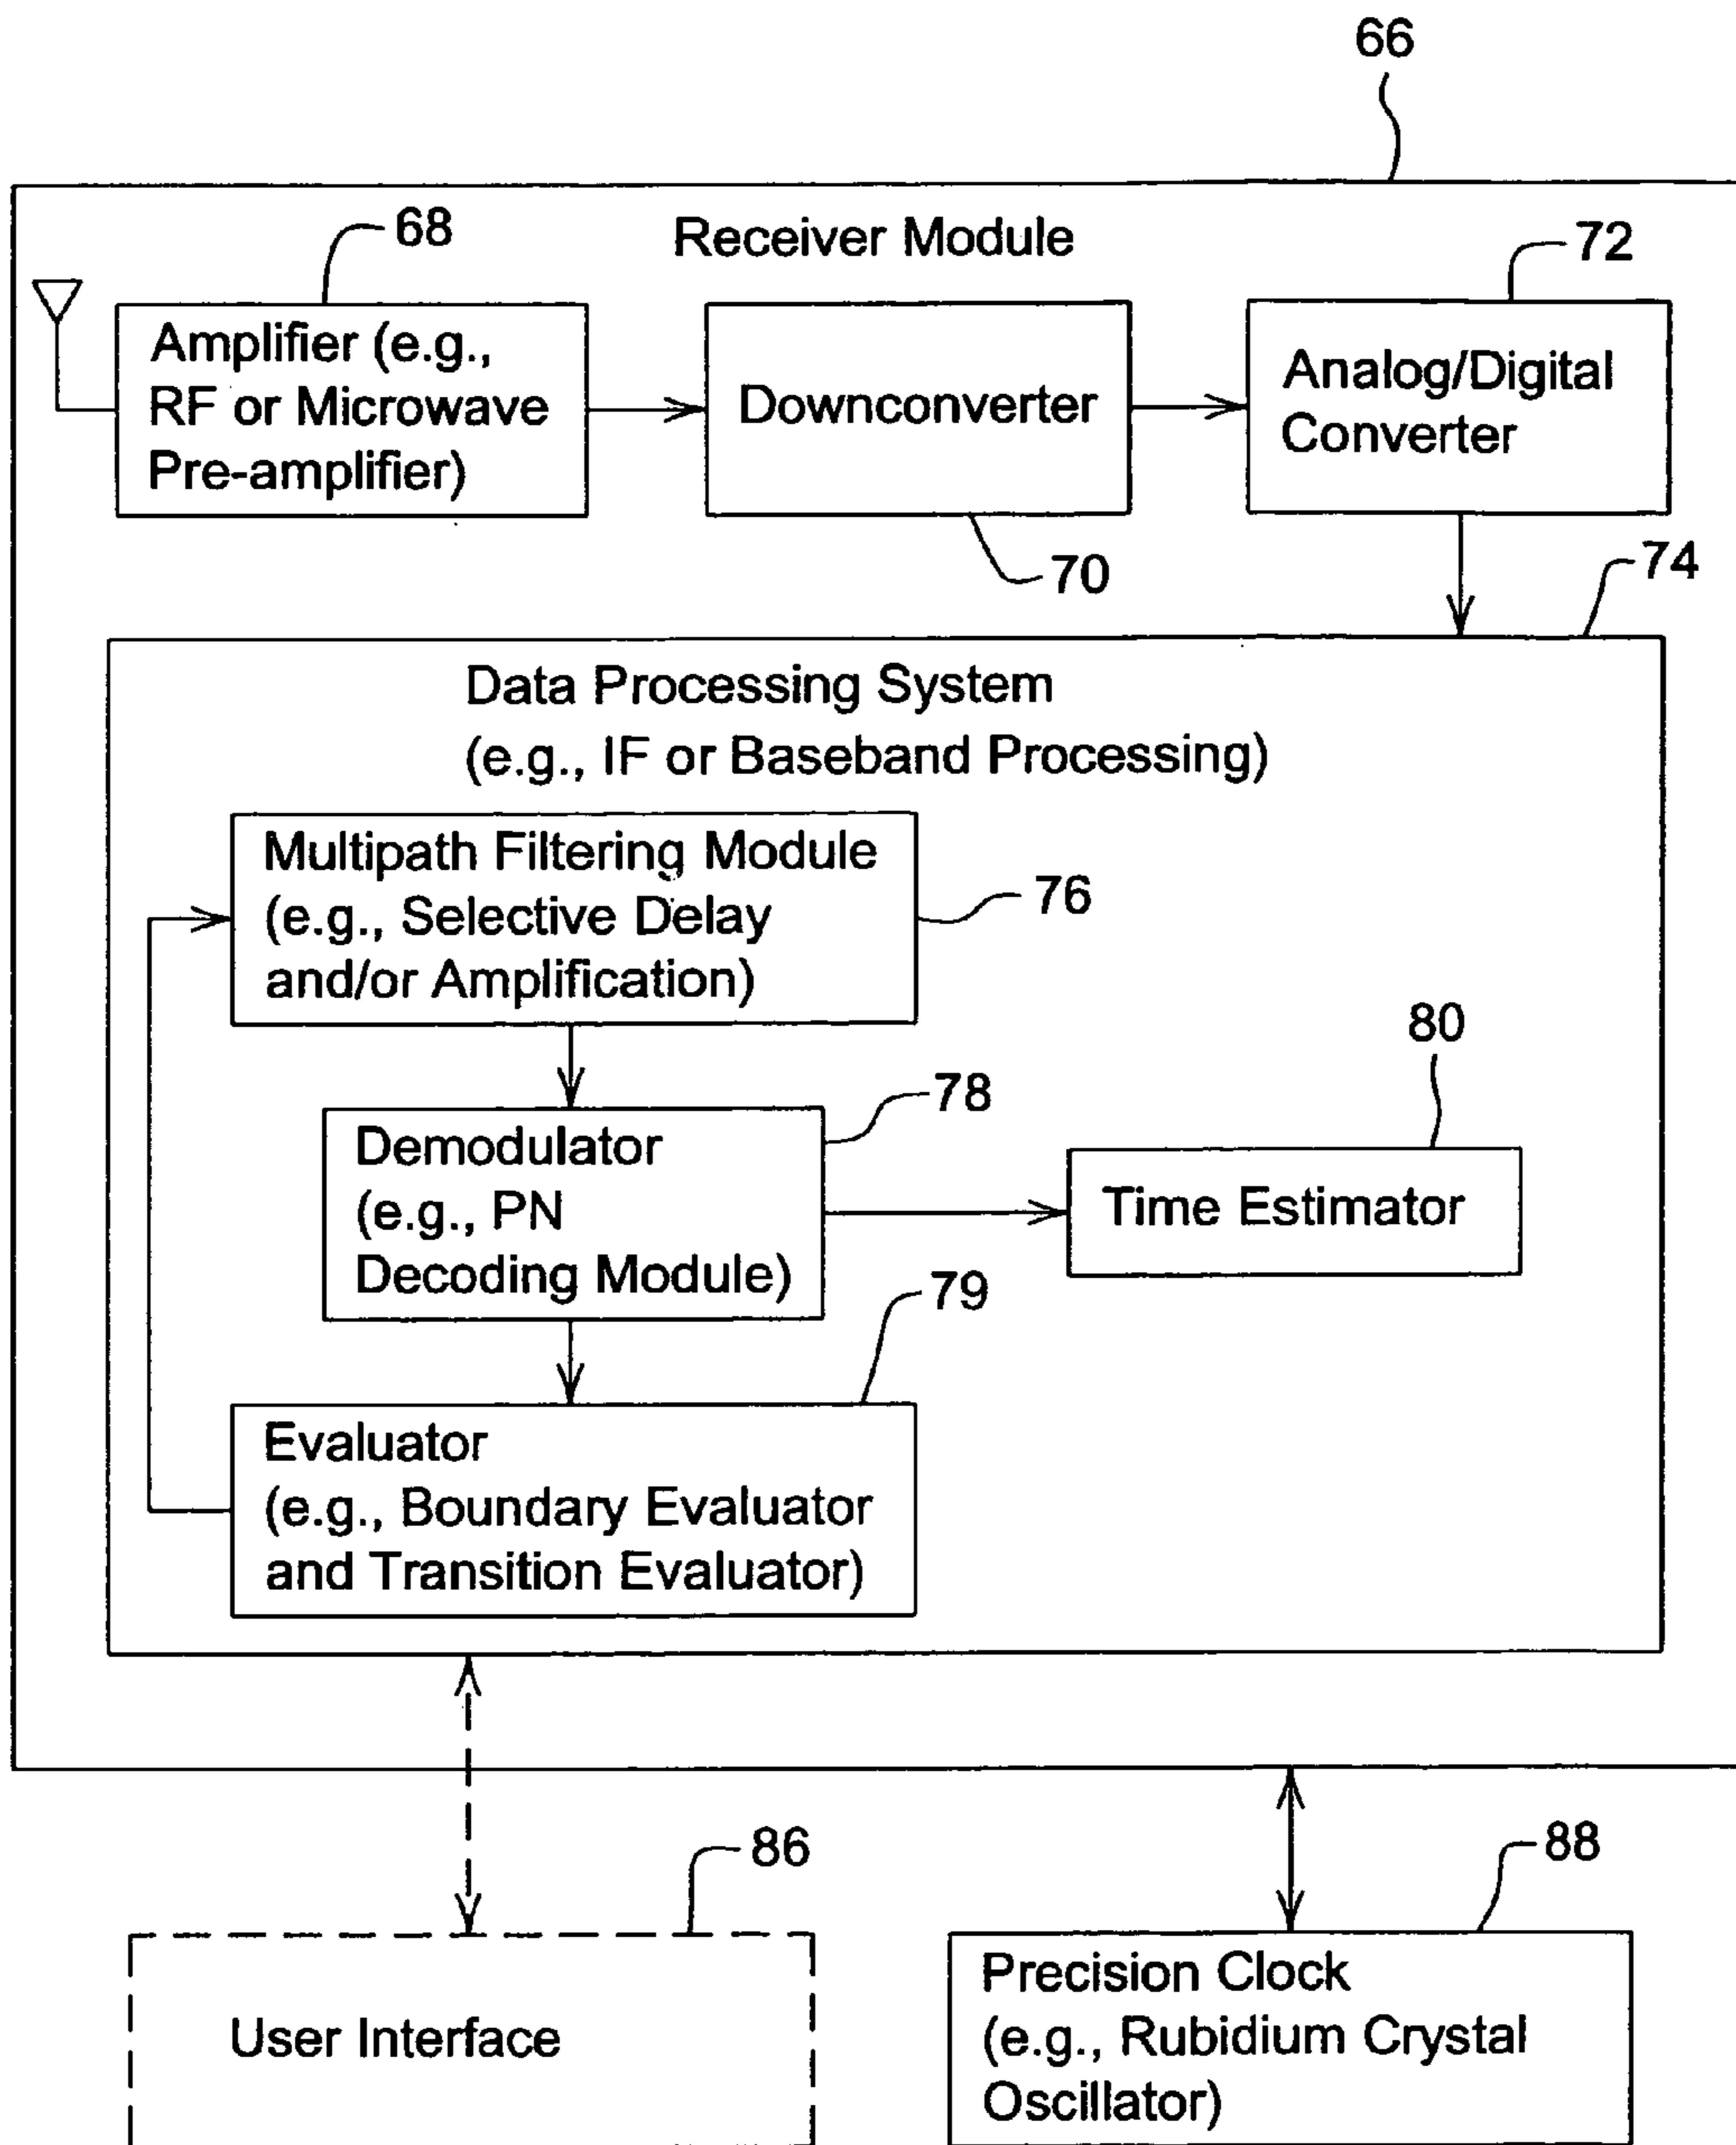 66
Receiver Module
68
72
Amplifier (e.g.,
RF or Microwave
Pre-amplifier)
Downconverter
Analog/Digital
Converter
70
74
Data Processing System
(e.g., IF or Baseband Processing)
Multipath Filtering Module
(e.g., Selective Delay
and/or Amplification)
76
80
78
Demodulator
(e.g., PN
Decoding Module)
Time Estimator
79
Evaluator
(e.g., Boundary Evaluator
and Transition Evaluator)
86
88
User Interface
Precision Clock
(e.g., Rubidium Crystal
Oscillator)